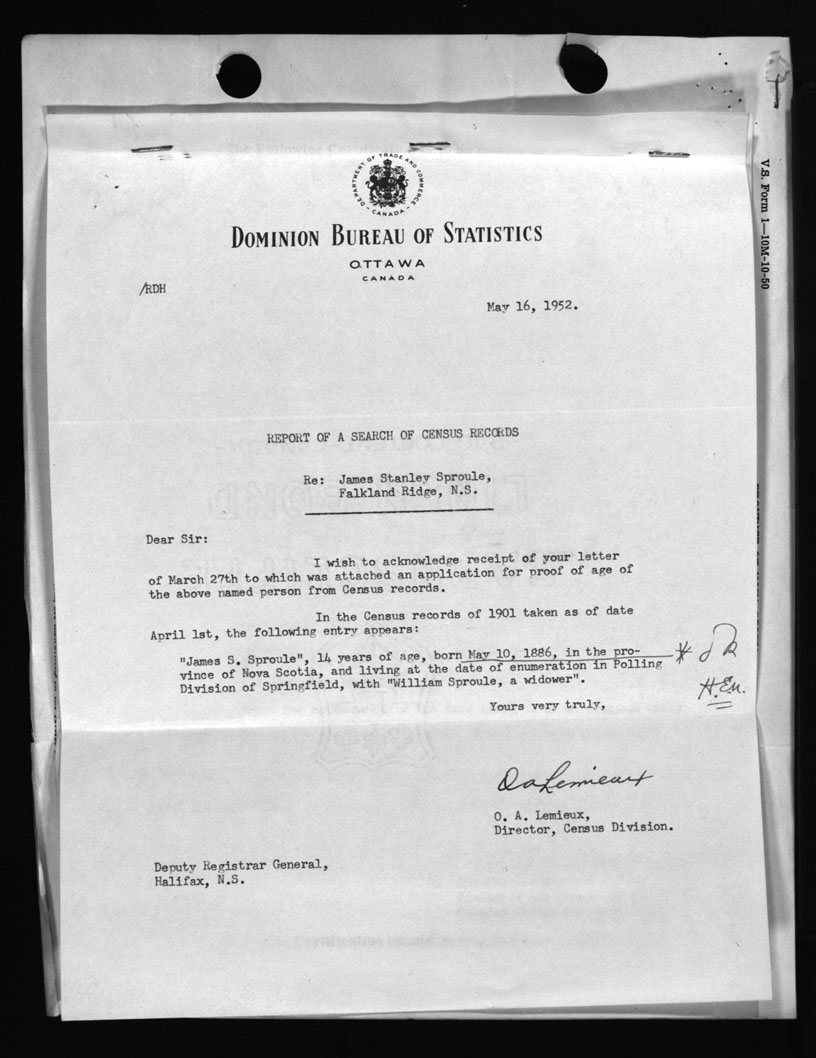 DEPARTMENT OF TRADE AND COMMERCE
- CANADA -
DOMINION BUREAU OF STATISTICS
OTTAWA
CANADA
/RDH
May 16, 1952.
V.S. Form 1—10M-10-50
REPORT OF A SEARCH OF CENSUS RECORDS
Re: James Stanley Sproule,
Falkland Ridge, N.S.
Dear Sir:
I wish to acknowledge receipt of your letter
of March 27th to which was attached an application for proof of age of
the above named person from Census records.
In the Census records of 1901 taken as of date
April 1st, the following entry appears:
"James S. Sproule", 14 years of age, born May 10, 1886, in the pro-
vince of Nova Scotia, and living at the date of enumeration in Polling
Division of Springfield, with "William Sproule, a widower".
Yours very truly,
O A Lemieux
O. A. Lemieux,
Director, Census Division.
Deputy Registrar General,
Halifax, N.S.